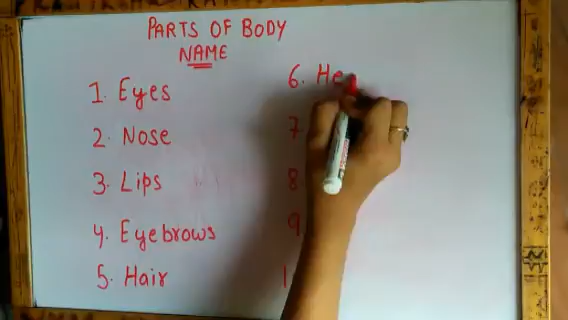 PARTS OF BODY
NAME
1. Eyes
2. Nose
3. Lips
4. Eyebrows
5. Hair
6. He
7
8
9
1